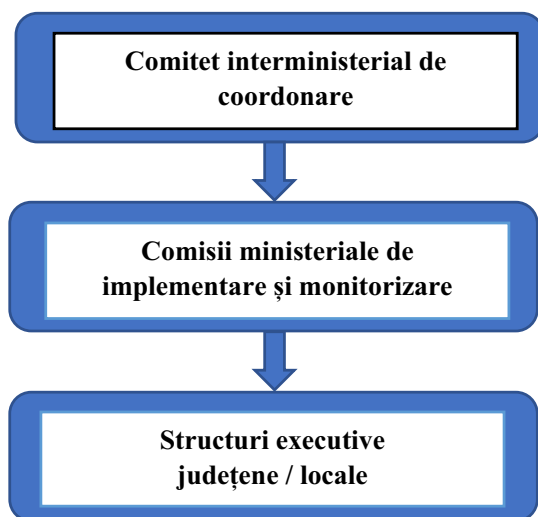 Comitet interministerial de
coordonare
Comisii ministeriale de
implementare și monitorizare
Structuri executive
județene / locale